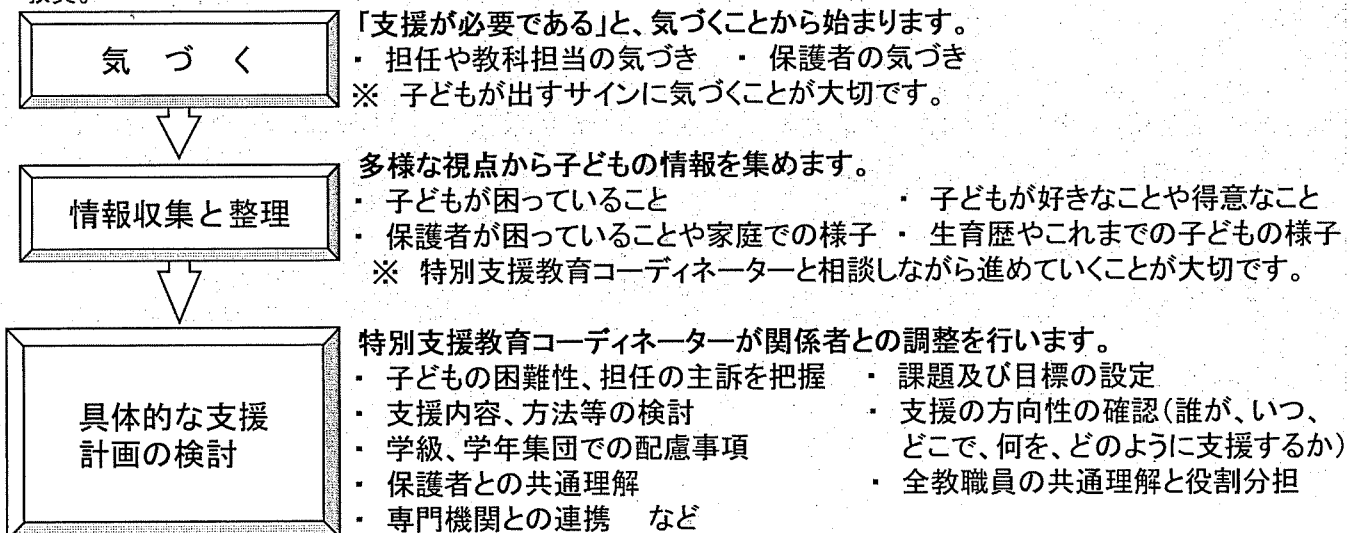 気 づ く
「支援が必要である」と、気づくことから始まります。
・ 担任や教科担当の気づき ・ 保護者の気づき
※ 子どもが出すサインに気づくことが大切です。
情報収集と整理
多様な視点から子どもの情報を集めます。
・ 子どもが困っていること ・ 子どもが好きなことや得意なこと
・ 保護者が困っていることや家庭での様子 ・ 生育歴やこれまでの子どもの様子
※ 特別支援教育コーディネーターと相談しながら進めていくことが大切です。
具体的な支援
計画の検討
特別支援教育コーディネーターが関係者との調整を行います。
・ 子どもの困難性、担任の主訴を把握 ・ 課題及び目標の設定
・ 支援内容、方法等の検討 ・ 支援の方向性の確認(誰が、いつ、
・ 学級、学年集団での配慮事項 どこで、何を、どのように支援するか)
・ 保護者との共通理解 ・ 全教職員の共通理解と役割分担
・ 専門機関との連携 など